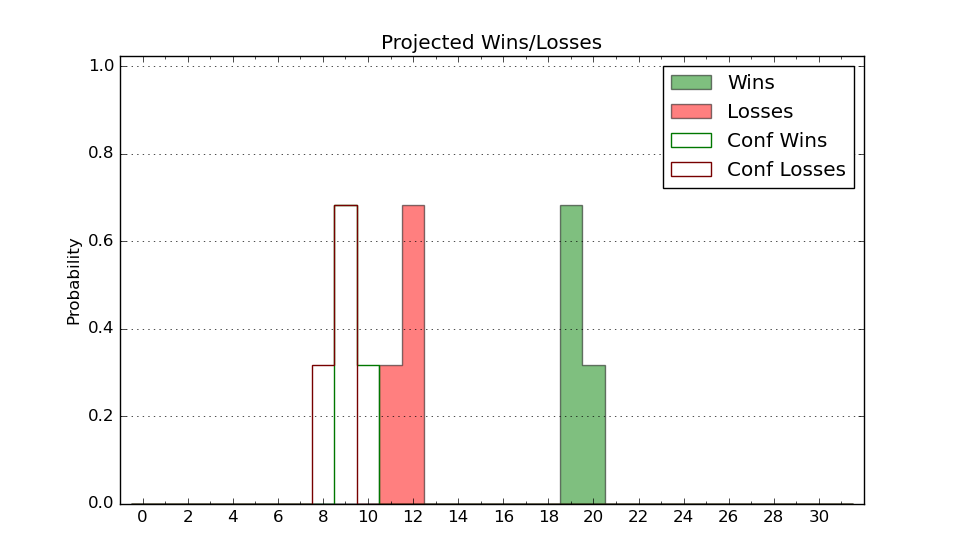 Projected Wins/Losses
1.0
0.8
0.6
0.4
0.2
0.0
Probability
Wins
Losses
Conf Wins
Conf Losses
0 2 4 6 8 10 12 14 16 18 20 22 24 26 28 30